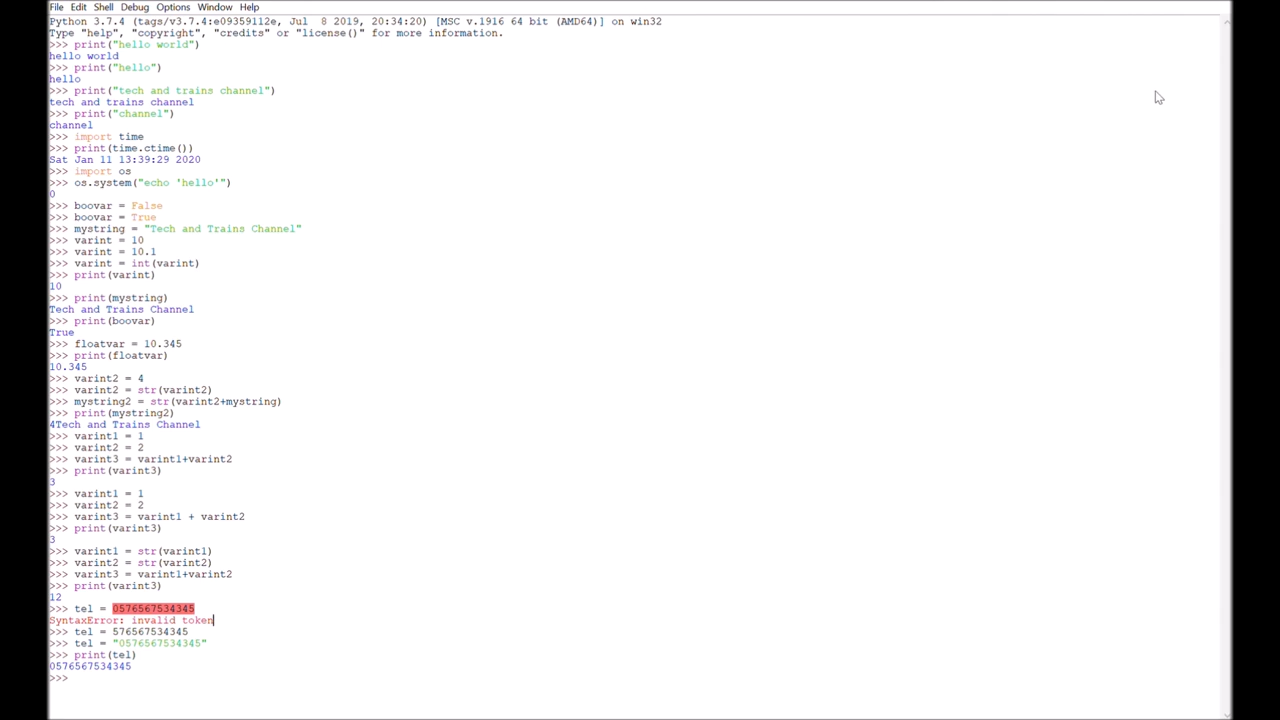 File Edit Shell Debug Options Window Help
Python 3.7.4 (tags/v3.7.4:e09359112e, Jul  8 2019, 20:34:20) [MSC v.1916 64 bit (AMD64)] on win32
Type "help", "copyright", "credits" or "license()" for more information.
>>> print("hello world")
hello world
>>> print("hello")
hello
>>> print("tech and trains channel")
tech and trains channel
>>> print("channel")
channel
>>> import time
>>> print(time.ctime())
Sat Jan 11 13:39:29 2020
>>> import os
>>> os.system("echo 'hello'")
0
>>> boovar = False
>>> boovar = True
>>> mystring = "Tech and Trains Channel"
>>> varint = 10
>>> varint = 10.1
>>> varint = int(varint)
>>> print(varint)
10
>>> print(mystring)
Tech and Trains Channel
>>> print(boovar)
True
>>> floatvar = 10.345
>>> print(floatvar)
10.345
>>> varint2 = 4
>>> varint2 = str(varint2)
>>> mystring2 = str(varint2+mystring)
>>> print(mystring2)
4Tech and Trains Channel
>>> varint1 = 1
>>> varint2 = 2
>>> varint3 = varint1+varint2
>>> print(varint3)
3
>>> varint1 = 1
>>> varint2 = 2
>>> varint3 = varint1 + varint2
>>> print(varint3)
3
>>> varint1 = str(varint1)
>>> varint2 = str(varint2)
>>> varint3 = varint1+varint2
>>> print(varint3)
12
>>> tel = 0576567534345
SyntaxError: invalid token
>>> tel = 576567534345
>>> tel = "0576567534345"
>>> print(tel)
0576567534345
>>>